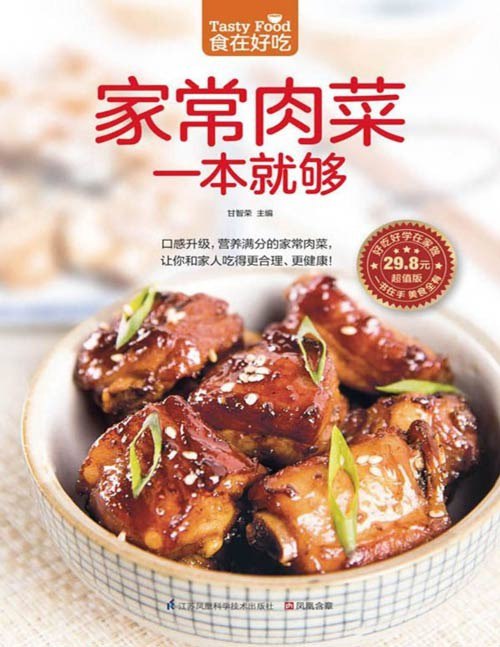 Tasty Food
食在好吃
家常肉菜
一本就够
甘智荣 主编
口感升级，营养满分的家常肉菜，
让你和家人吃得更合理、更健康！
好吃好学在家做
29.8元
超值版
一书在手 美食全有
江苏凤凰科学技术出版社 凤凰含章